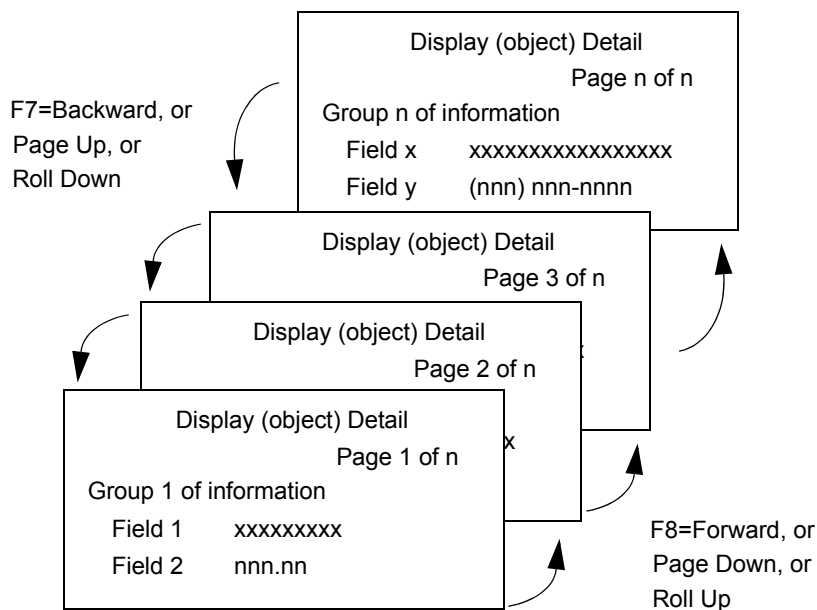 Display (object) Detail
Page n of n
F7=Backward, or
Page Up, or
Roll Down
Group n of information
Field x xxxxxxxxxxxxxxxxx
Field y (nnn) nnn-nnnn
Display (object) Detail
Page 3 of n
x
Display (object) Detail
Page 2 of n
x
Display (object) Detail
Page 1 of n
Group 1 of information
Field 1 xxxxxxxxx
Field 2 nnn.nn
F8=Forward, or
Page Down, or
Roll Up